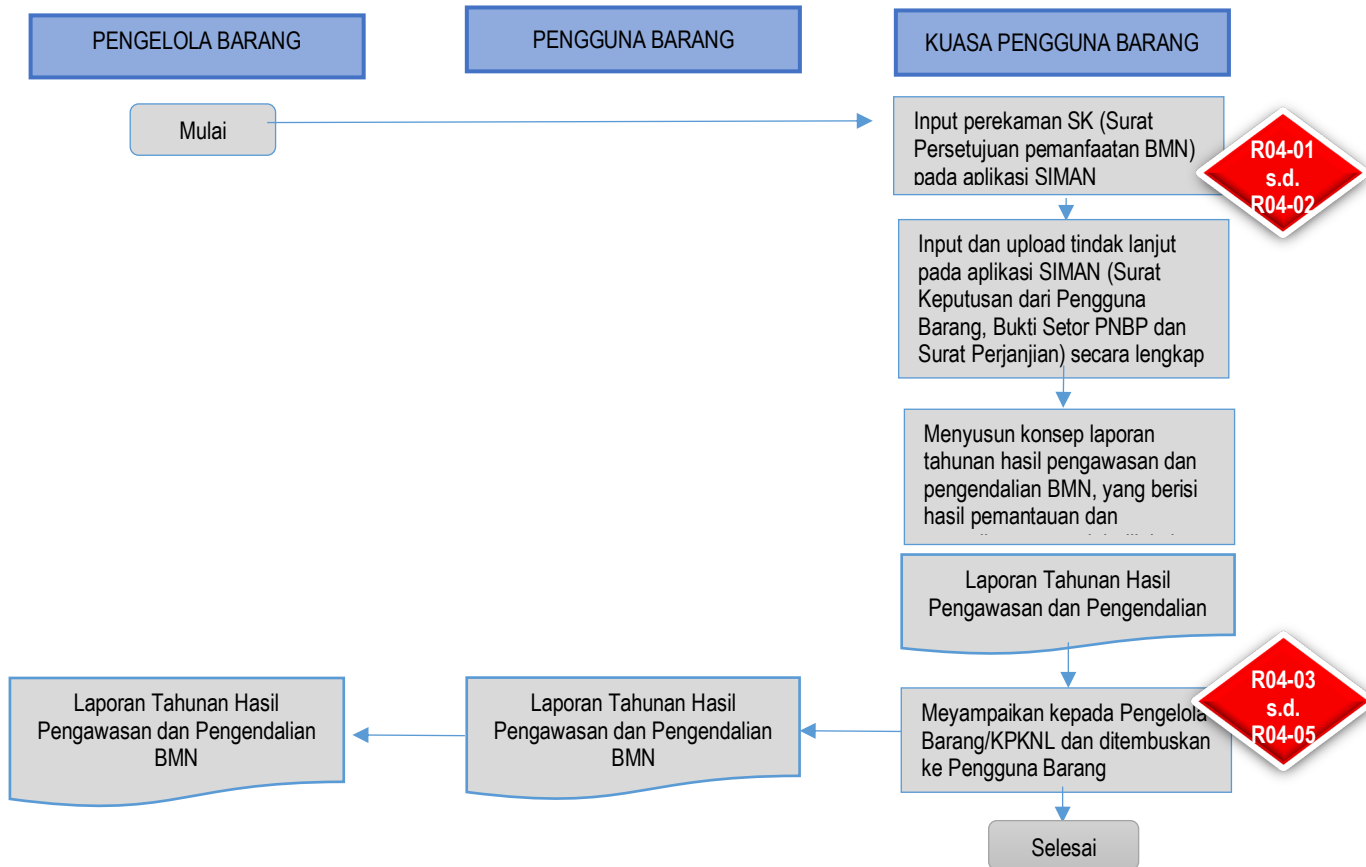 PENGELOLA BARANG
PENGGUNA BARANG
KUASA PENGGUNA BARANG
Mulai
Input perekaman SK (Surat
Persetujuan pemanfaatan BMN)
pada aplikasi SIMAN
R04-01
s.d.
R04-02
Input dan upload tindak lanjut
pada aplikasi SIMAN (Surat
Keputusan dari Pengguna
Barang, Bukti Setor PNBP dan
Surat Perjanjian) secara lengkap
Menyusun konsep laporan
tahunan hasil pengawasan dan
pengendalian BMN, yang berisi
hasil pemantauan dan
Laporan Tahunan Hasil
Pengawasan dan Pengendalian
Laporan Tahunan Hasil
Pengawasan dan Pengendalian
BMN
Laporan Tahunan Hasil
Pengawasan dan Pengendalian
BMN
Meyampaikan kepada Pengelola
Barang/KPKNL dan ditembuskan
ke Pengguna Barang
R04-03
s.d.
R04-05
Selesai